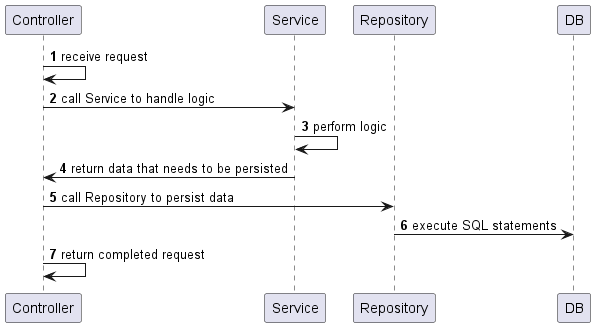 Controller Service Repository DB
1 receive request
2 call Service to handle logic
3 perform logic
4 return data that needs to be persisted
5 call Repository to persist data
6 execute SQL statements
7 return completed request
Controller Service Repository DB